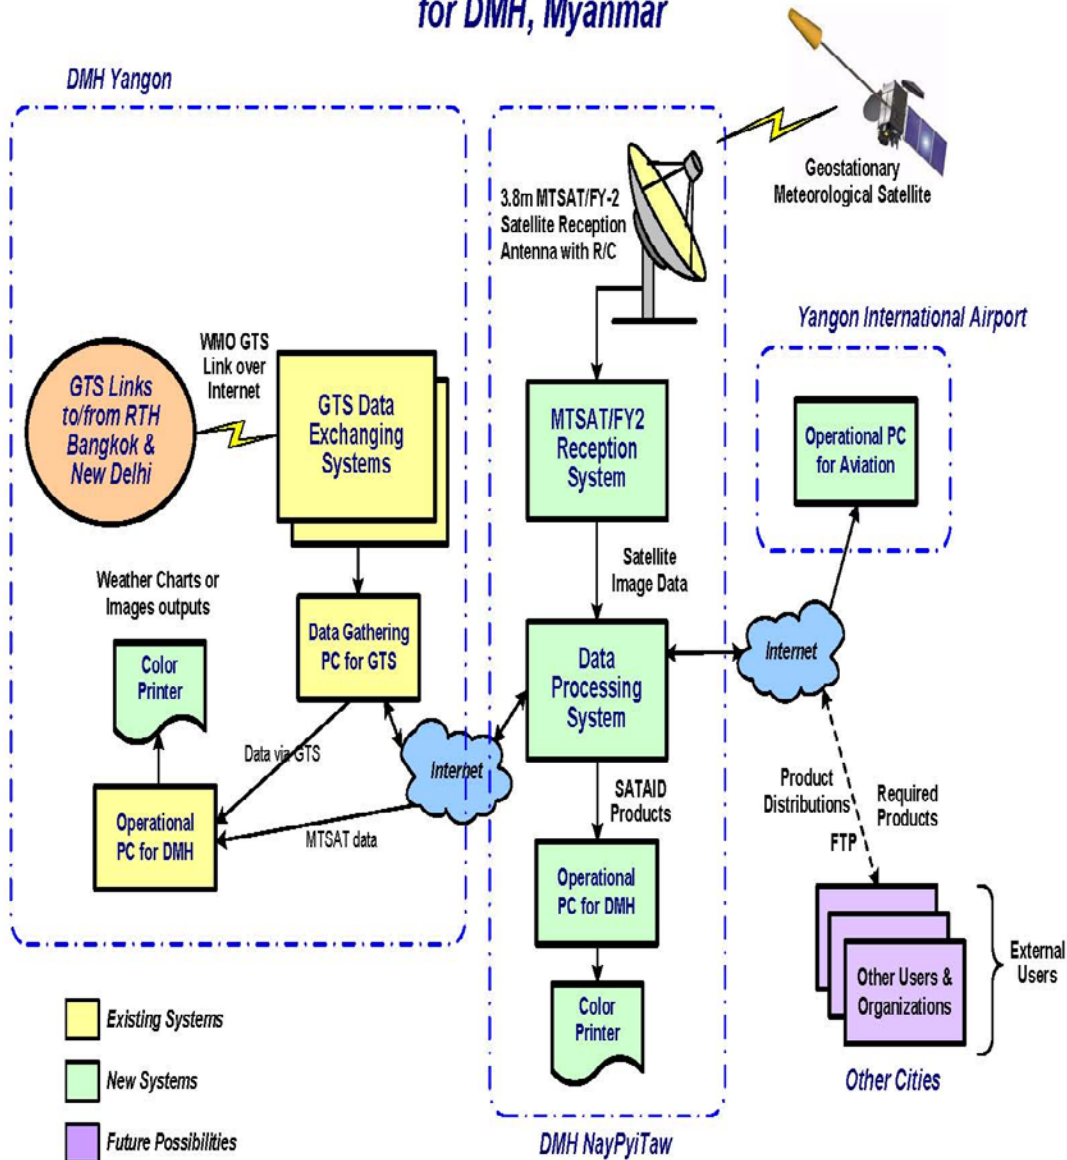 for DMH, Myanmar
DMH Yangon
Geostationary
Meteorological Satellite
3.8m MTSAT/FY-2
Satellite Reception
Antenna with R/C
Yangon International Airport
WMO GTS
Link over
Internet
GTS Links
to/from RTH
Bangkok &
New Delhi
GTS Data
Exchanging
Systems
MTSAT/FY2
Reception
System
Operational PC
for Aviation
Satellite
Image Data
Weather Charts or
Images outputs
Color
Printer
Data Gathering
PC for GTS
Data
Processing
System
Internet
Data via GTS
Internet
Operational
PC for DMH
MTSAT data
SATAID
Products
Product
Distributions
Required
Products
FTP
Operational
PC for DMH
Other Users &
Organizations
External
Users
Color
Printer
Other Cities
Existing Systems
New Systems
Future Possibilities
DMH NayPyiTaw